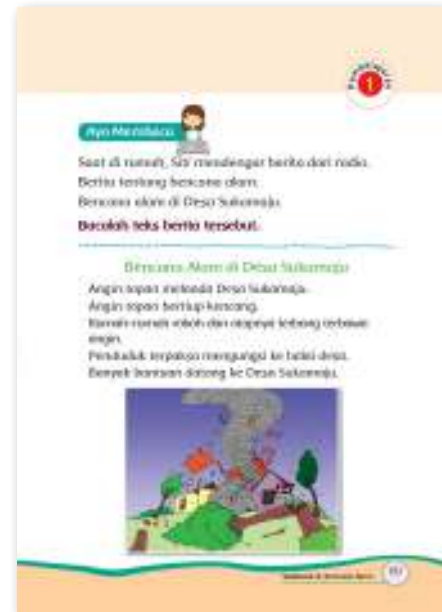 Pembelajaran
1
Ayo Membaca
Saat di rumah, Siti mendengar berita dari radio.
Berita tentang bencana alam.
Bencana alam di Desa Sukamaju.
Bacalah teks berita tersebut.
Bencana Alam di Desa Sukamaju
Angin topan melanda Desa Sukamaju.
Angin topan bertiup kencang.
Rumah-rumah roboh dan atapnya terbang terbawa
angin.
Penduduk terpaksa mengungsi ke balai desa.
Banyak bantuan datang ke Desa Sukamaju.